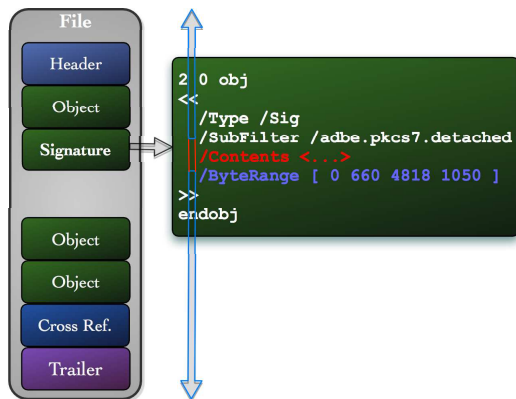 File
Header
Object
Signature
Object
Object
Cross Ref.
Trailer
2 0 obj
<<
/Type /Sig
/SubFilter /adbe.pkcs7.detached
/Contents <...>
/ByteRange [ 0 660 4818 1050 ]
>>
endobj